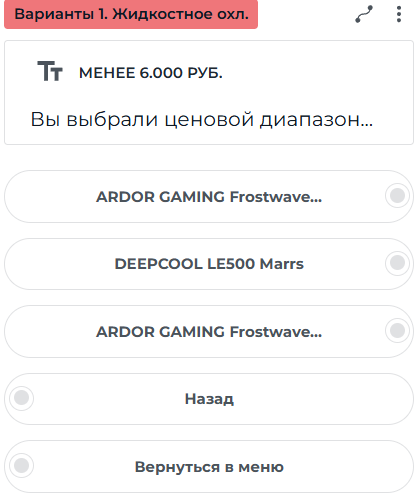 Варианты 1. Жидкостное охл.
Тт МЕНЕЕ 6.000 РУБ.
Вы выбрали ценовой диапазон...
ARDOR GAMING Frostwave...
DEEPCOOL LE500 Marrs
ARDOR GAMING Frostwave...
Назад
Вернуться в меню